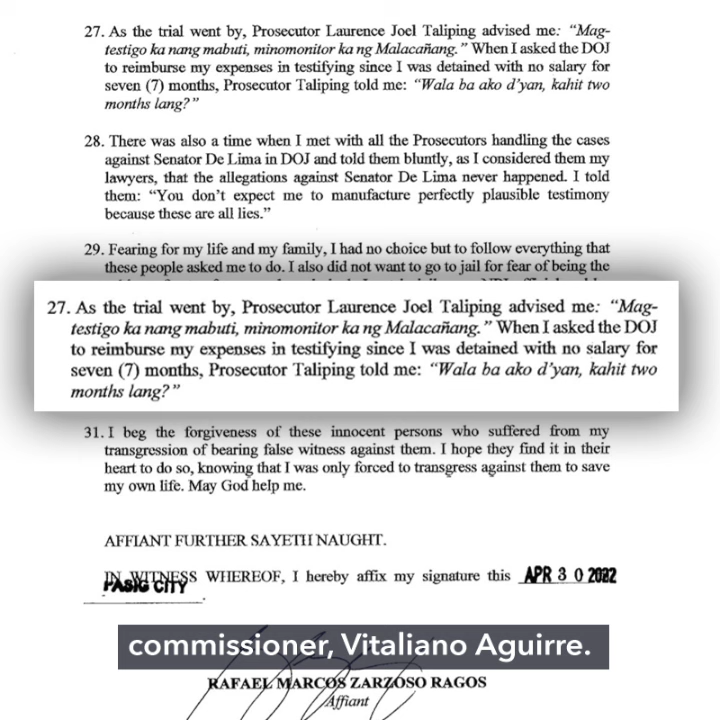 27. As the trial went by, Prosecutor Laurence Joel Taliping advised me: “Mag-
testigo ka nang mabuti, minomonitor ka ng Malacañang.” When I asked the DOJ
to reimburse my expenses in testifying since I was detained with no salary for
seven (7) months, Prosecutor Taliping told me: “Wala ba ako d’yan, kahit two
months lang?”
28. There was also a time when I met with all the Prosecutors handling the cases
against Senator De Lima in DOJ and told them bluntly, as I considered them my
lawyers, that the allegations against Senator De Lima never happened. I told
them: “You don’t expect me to manufacture perfectly plausible testimony
because these are all lies.”
29. Fearing for my life and my family, I had no choice but to follow everything that
these people asked me to do. I also did not want to go to jail for fear of being the
27. As the trial went by, Prosecutor Laurence Joel Taliping advised me: “Mag-
testigo ka nang mabuti, minomonitor ka ng Malacañang.” When I asked the DOJ
to reimburse my expenses in testifying since I was detained with no salary for
seven (7) months, Prosecutor Taliping told me: “Wala ba ako d’yan, kahit two
months lang?”
31. I beg the forgiveness of these innocent persons who suffered from my
transgression of bearing false witness against them. I hope they find it in their
heart to do so, knowing that I was only forced to transgress against them to save
my own life. May God help me.
AFFIANT FURTHER SAYETH NAUGHT.
IN WITNESS WHEREOF, I hereby affix my signature this APR 30 2022
PASIG CITY
commissioner, Vitaliano Aguirre.
RAFAEL MARCOS ZARZOSO RAGOS
Affiant